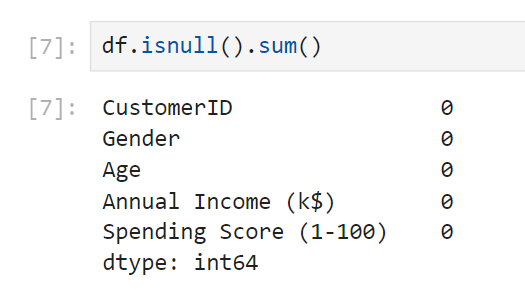 [7]: df.isnull().sum()
[7]: CustomerID 0
Gender 0
Age 0
Annual Income (k$) 0
Spending Score (1-100) 0
dtype: int64